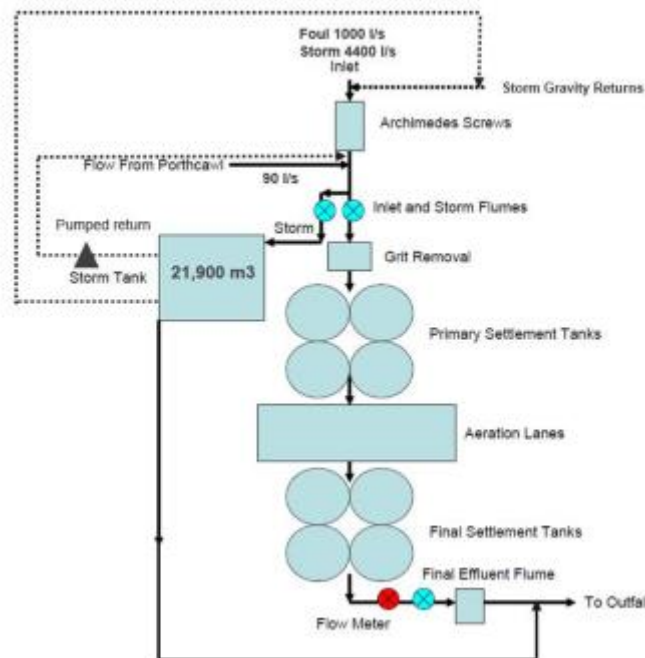 Foul 1000 l/s
Storm 4400 l/s
Inlet
Storm Gravity Returns
Archimedes Screws
Flow From Porthcawl
90 l/s
Inlet and Storm Flumes
Storm
Pumped return
Grit Removal
21,900 m3
Storm Tank
Primary Settlement Tanks
Aeration Lanes
Final Settlement Tanks
Final Effluent Flume
To Outfal
Flow Meter